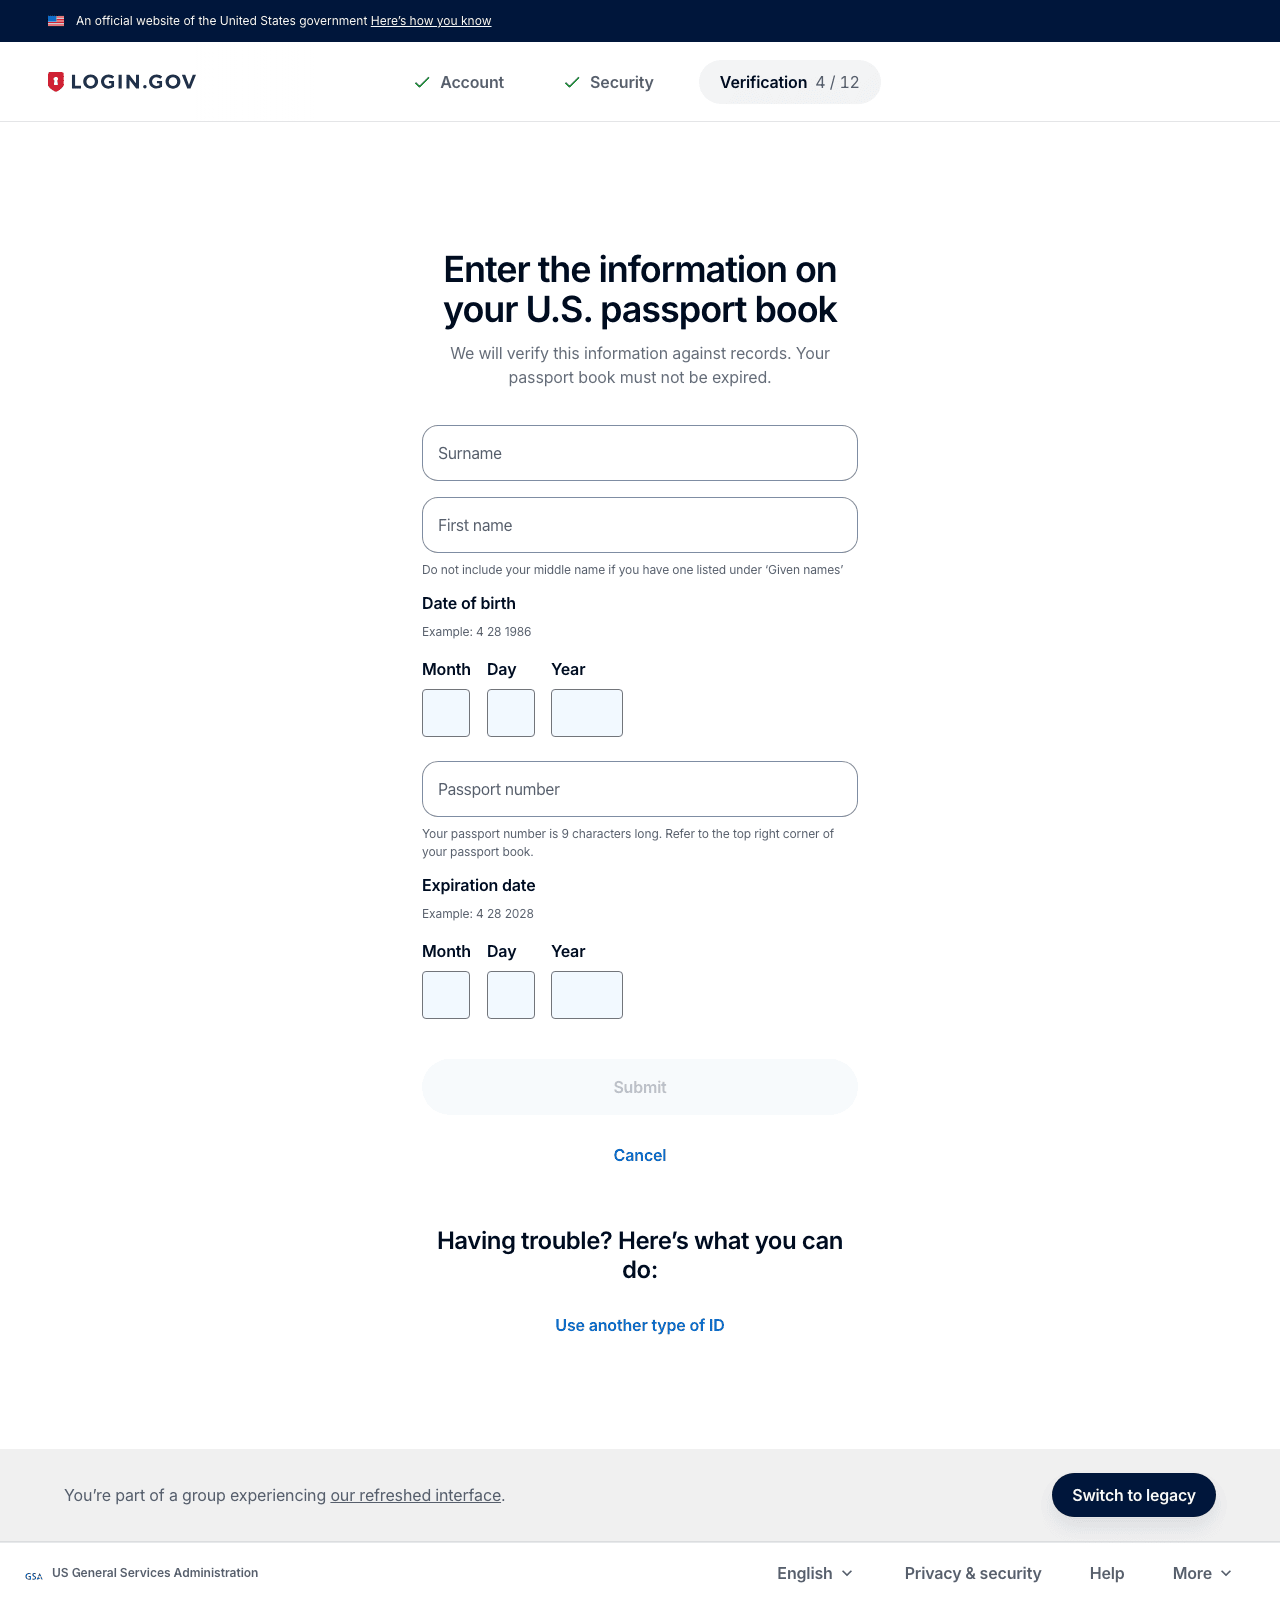 An official website of the United States government Here’s how you know
LOGIN.GOV
Account
Security
Verification 4 / 12
Enter the information on
your U.S. passport book
We will verify this information against records. Your
passport book must not be expired.
Surname
First name
Do not include your middle name if you have one listed under ‘Given names’
Date of birth
Example: 4 28 1986
Month Day Year
Passport number
Your passport number is 9 characters long. Refer to the top right corner of
your passport book.
Expiration date
Example: 4 28 2028
Month Day Year
Submit
Cancel
Having trouble? Here’s what you can
do:
Use another type of ID
You’re part of a group experiencing our refreshed interface.
Switch to legacy
GSA US General Services Administration
English
Privacy & security
Help
More